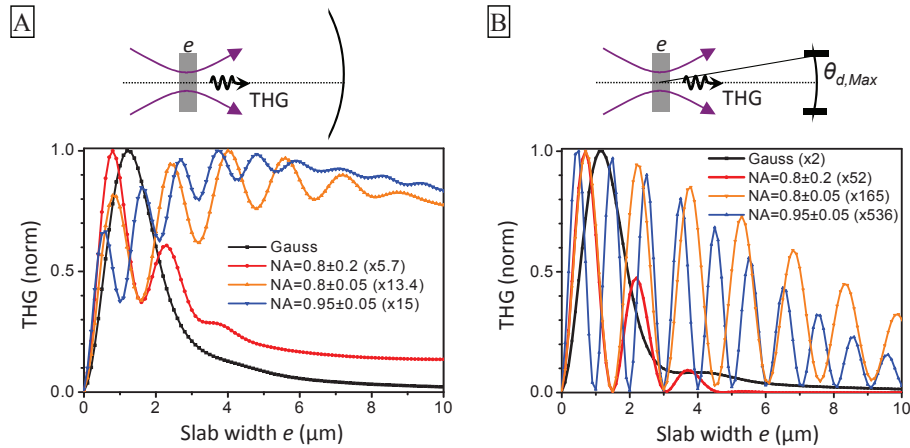 A
e
THG
THG (norm)
1.0
0.5
0.0
Gauss
NA=0.8±0.2 (x5.7)
NA=0.8±0.05 (x13.4)
NA=0.95±0.05 (x15)
0 2 4 6 8 10
Slab width e (µm)
B
e
θd,Max
THG
THG (norm)
1.0
0.5
0.0
Gauss (x2)
NA=0.8±0.2 (x52)
NA=0.8±0.05 (x165)
NA=0.95±0.05 (x536)
0 2 4 6 8 10
Slab width e (µm)